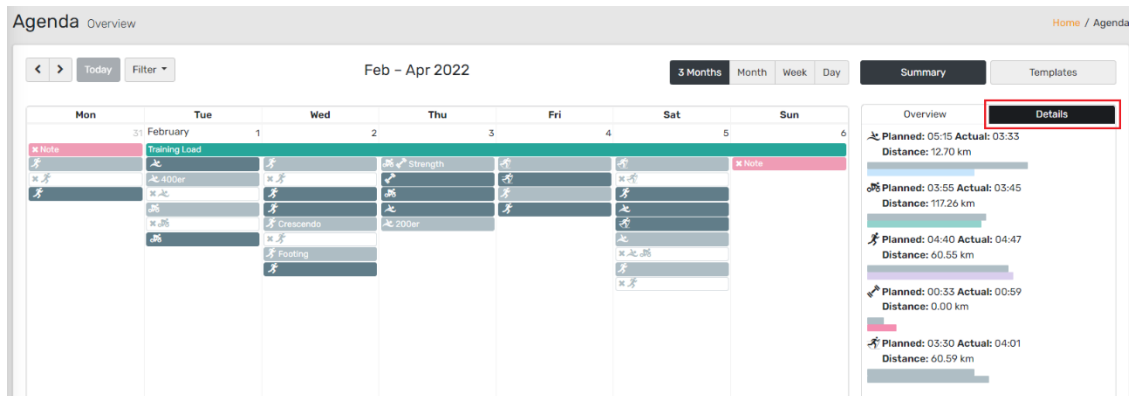 Agenda Overview
Home / Agenda
Today Filter
Feb – Apr 2022
3 Months Month Week Day
Summary Templates
Mon Tue Wed Thu Fri Sat Sun
Overview Details
31 February 1 2 3 4 5 6
Note Training Load
Strength
Note
400er
Crescendo
200er
Footing
Planned: 05:15 Actual: 03:33
Distance: 12.70 km
Planned: 03:55 Actual: 03:45
Distance: 117.26 km
Planned: 04:40 Actual: 04:47
Distance: 60.55 km
Planned: 00:33 Actual: 00:59
Distance: 0.00 km
Planned: 03:30 Actual: 04:01
Distance: 60.59 km